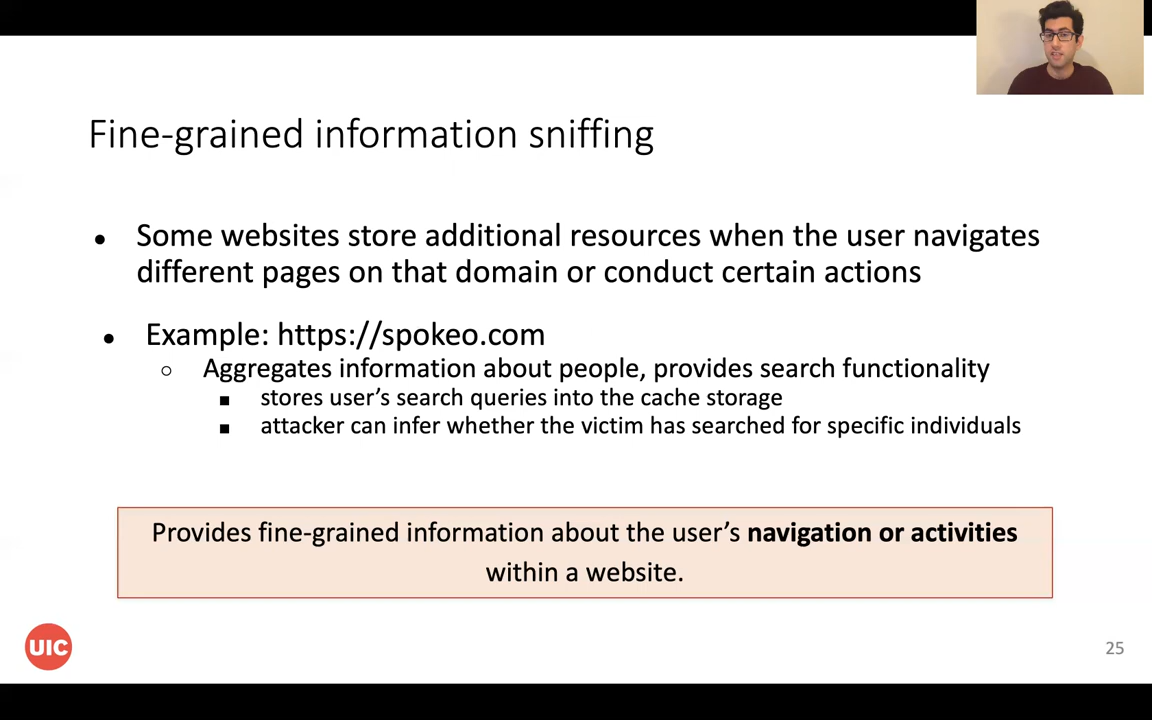 Fine-grained information sniffing
● Some websites store additional resources when the user navigates
different pages on that domain or conduct certain actions
● Example: https://spokeo.com
○ Aggregates information about people, provides search functionality
■ stores user's search queries into the cache storage
■ attacker can infer whether the victim has searched for specific individuals
Provides fine-grained information about the user's navigation or activities
within a website.
UIC
25